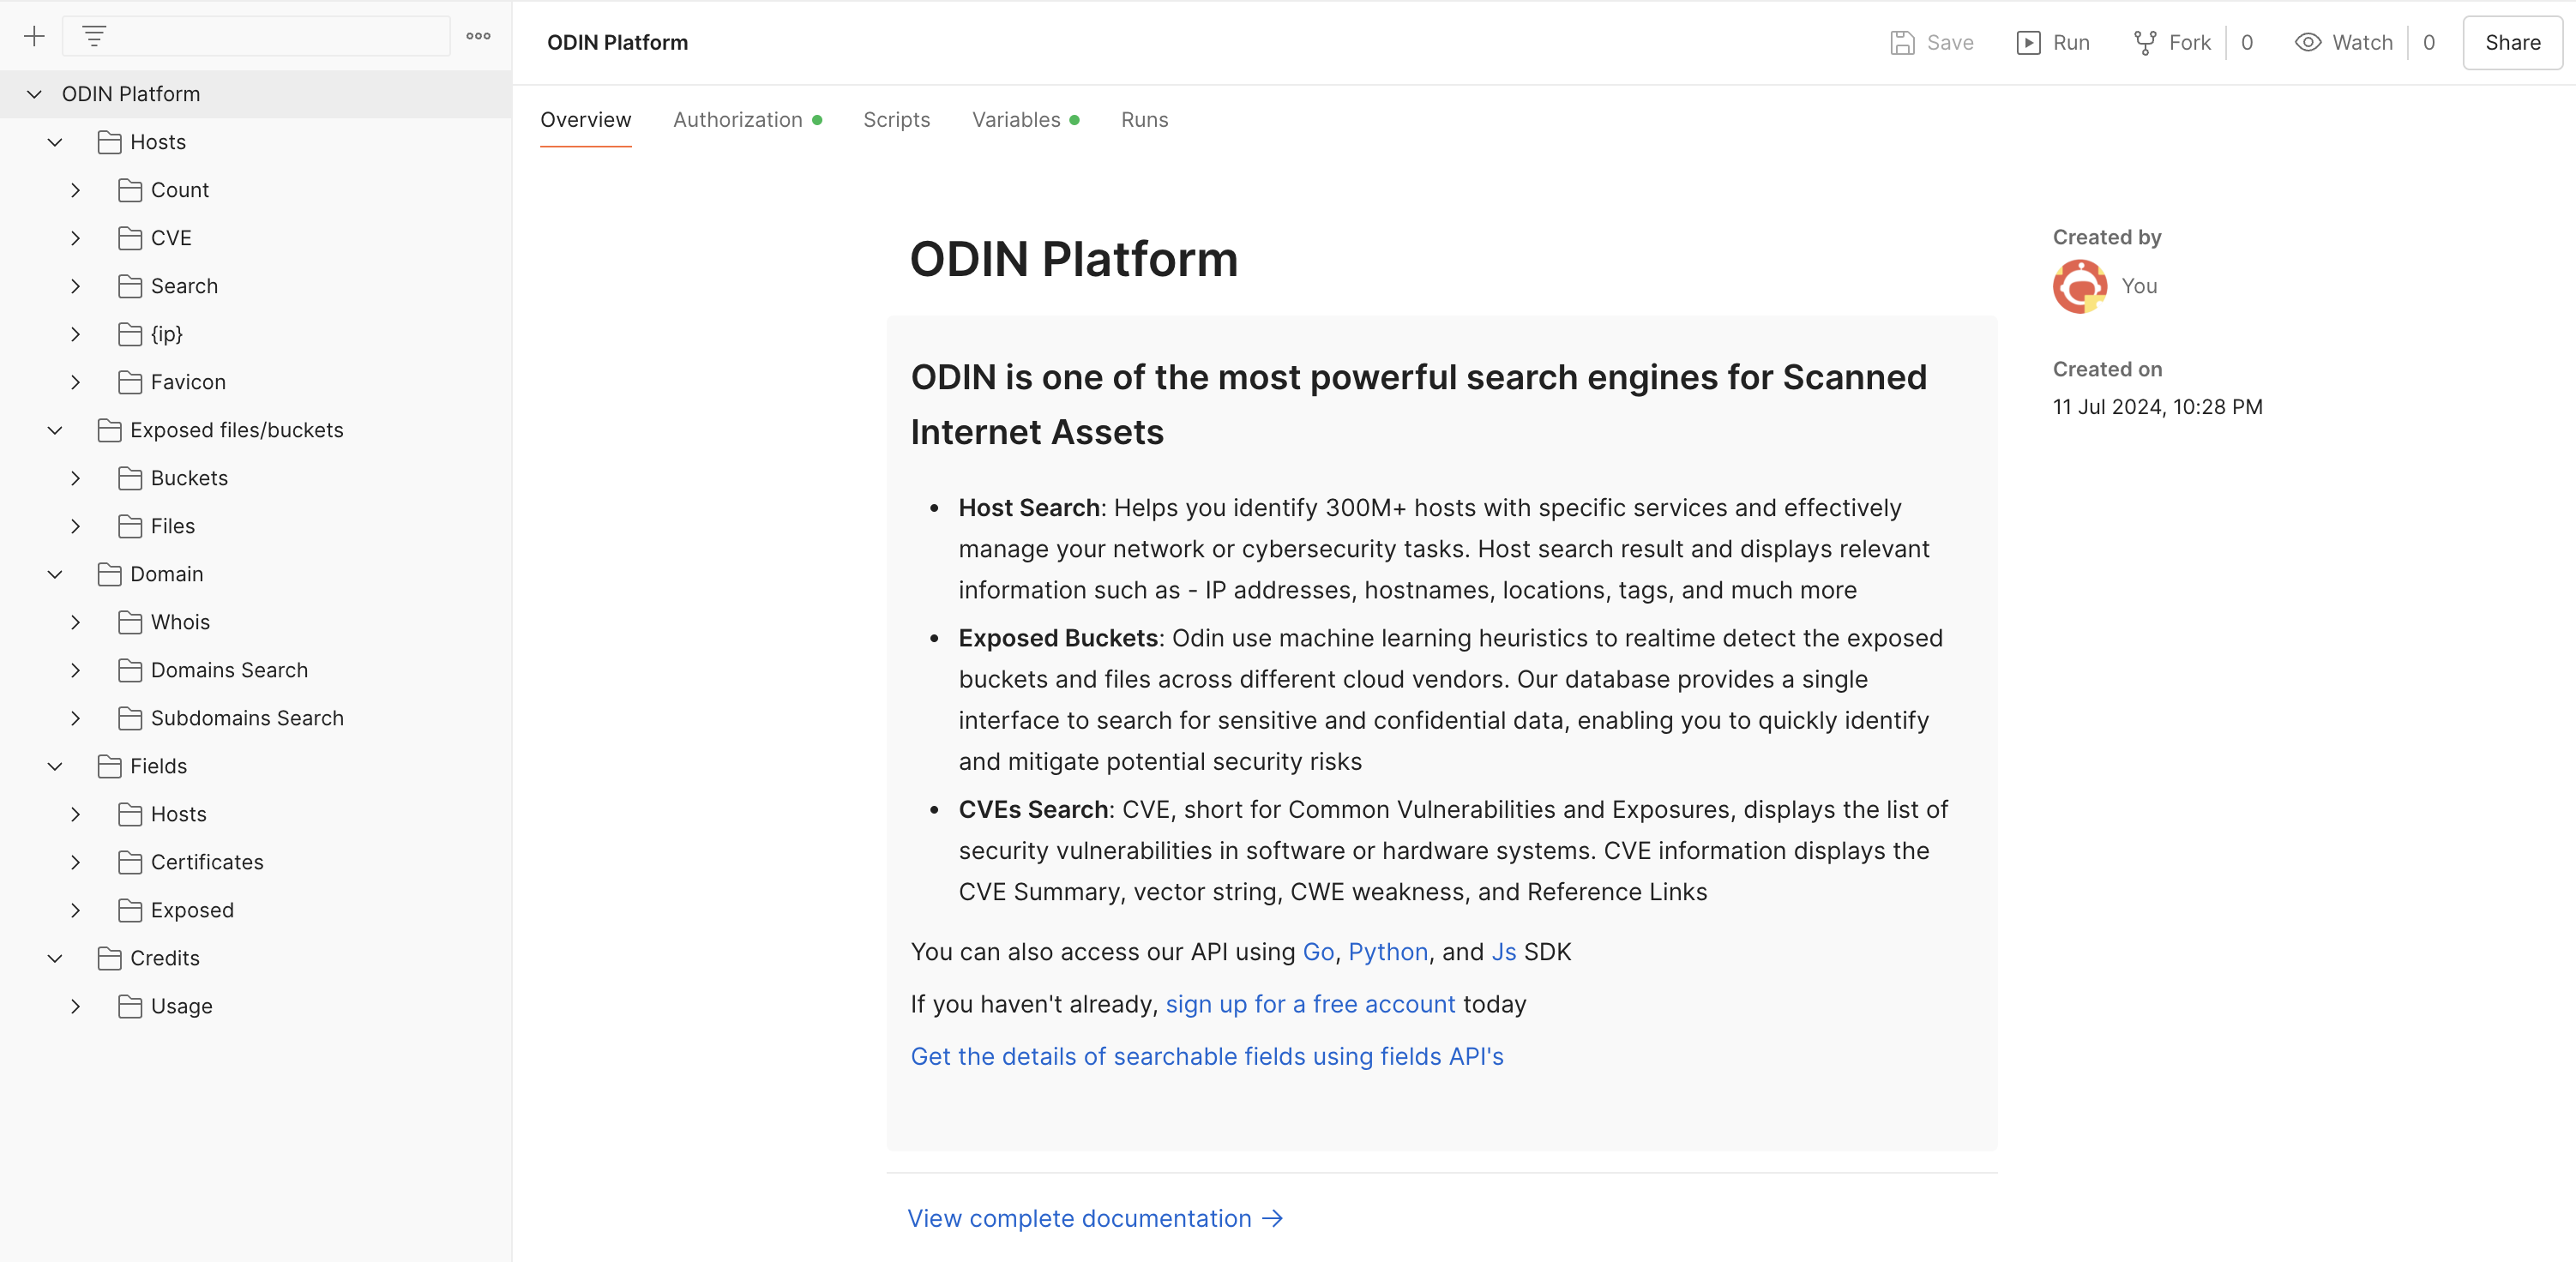 ODIN Platform
Hosts
Count
CVE
Search
{ip}
Favicon
Exposed files/buckets
Buckets
Files
Domain
Whois
Domains Search
Subdomains Search
Fields
Hosts
Certificates
Exposed
Credits
Usage
ODIN Platform
Save
Run
Fork 0
Watch 0
Share
Overview
Authorization
Scripts
Variables
Runs
ODIN Platform
ODIN is one of the most powerful search engines for Scanned
Internet Assets
• Host Search: Helps you identify 300M+ hosts with specific services and effectively
manage your network or cybersecurity tasks. Host search result and displays relevant
information such as - IP addresses, hostnames, locations, tags, and much more
• Exposed Buckets: Odin use machine learning heuristics to realtime detect the exposed
buckets and files across different cloud vendors. Our database provides a single
interface to search for sensitive and confidential data, enabling you to quickly identify
and mitigate potential security risks
• CVEs Search: CVE, short for Common Vulnerabilities and Exposures, displays the list of
security vulnerabilities in software or hardware systems. CVE information displays the
CVE Summary, vector string, CWE weakness, and Reference Links
You can also access our API using Go, Python, and Js SDK
If you haven't already, sign up for a free account today
Get the details of searchable fields using fields API's
View complete documentation →
Created by
You
Created on
11 Jul 2024, 10:28 PM